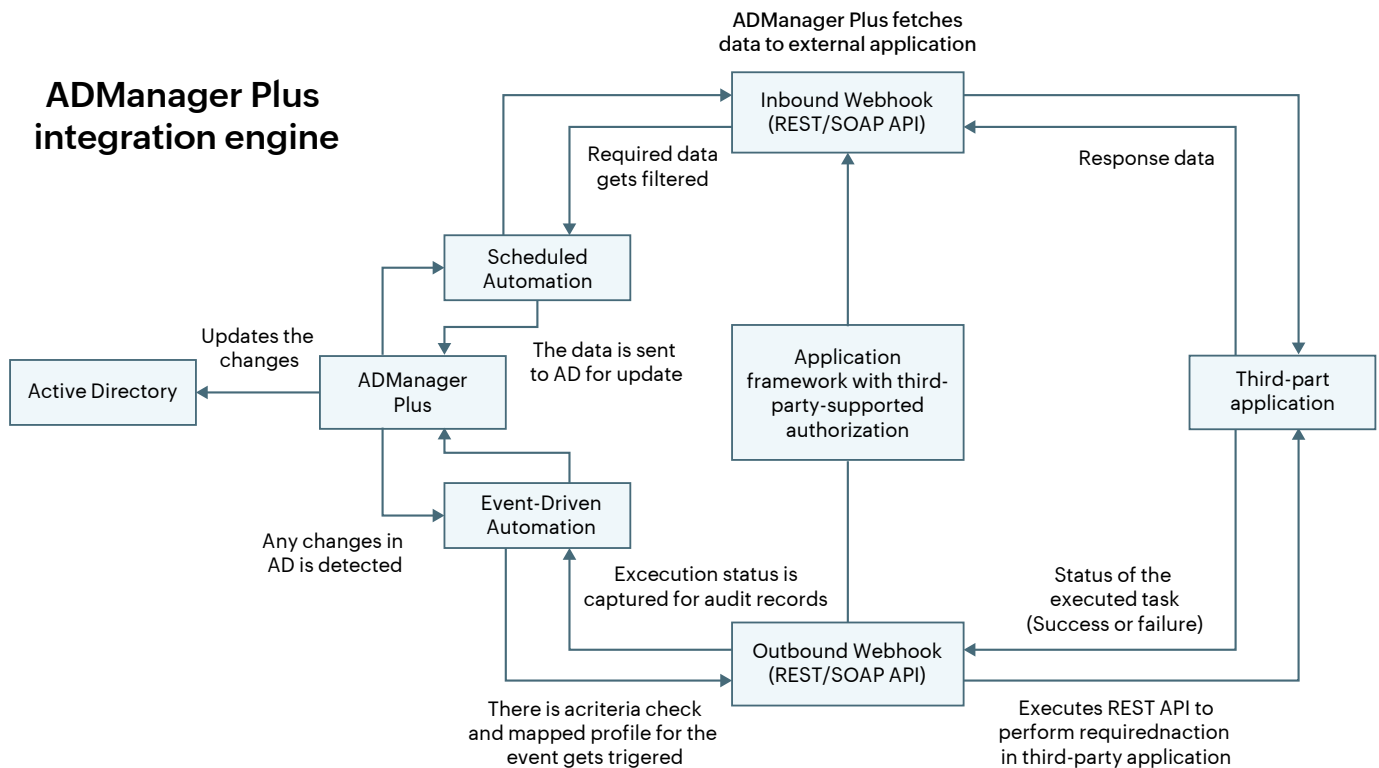 ADManager Plus
integration engine
ADManager Plus fetches
data to external application
Inbound Webhook
(REST/SOAP API)
Required data
gets filtered
Response data
Scheduled
Automation
Updates the
changes
The data is sent
to AD for update
Active Directory
ADManager
Plus
Application
framework with third-
party-supported
authorization
Third-part
application
Event-Driven
Automation
Any changes in
AD is detected
Excecution status is
captured for audit records
Status of the
executed task
(Success or failure)
Outbound Webhook
(REST/SOAP API)
There is acriteria check
and mapped profile for the
event gets trigered
Executes REST API to
perform requirednaction
in third-party application